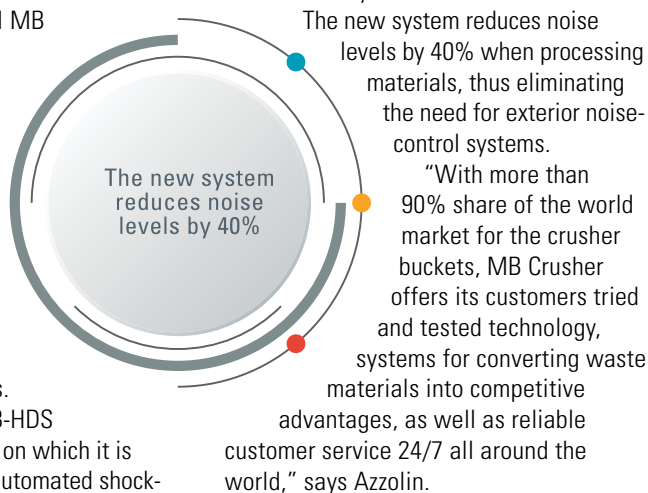 MB
The new system
reduces noise
levels by 40%
s.
-HDS
on which it is
utomated shock-
The new system reduces noise
levels by 40% when processing
materials, thus eliminating
the need for exterior noise-
control systems.
“With more than
90% share of the world
market for the crusher
buckets, MB Crusher
offers its customers tried
and tested technology,
systems for converting waste
materials into competitive
advantages, as well as reliable
customer service 24/7 all around the
world,” says Azzolin.